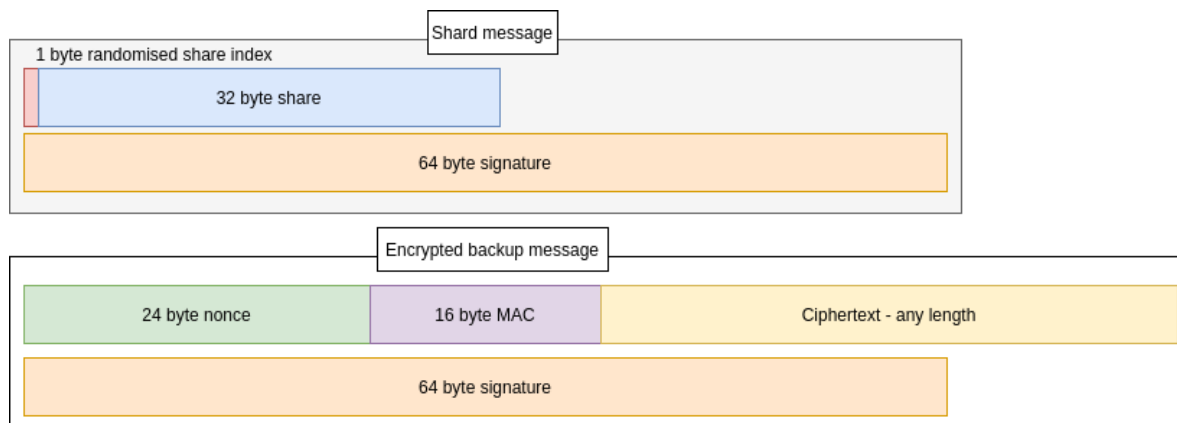 Shard message
1 byte randomised share index
32 byte share
64 byte signature
Encrypted backup message
24 byte nonce
16 byte MAC
Ciphertext - any length
64 byte signature